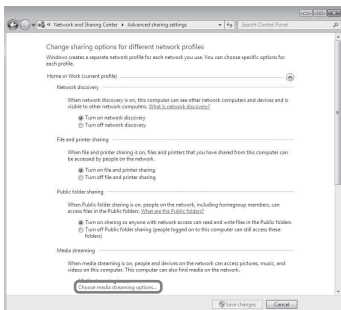 « Network and Sharing Center ▸ Advanced sharing settings
Search Control Panel
Change sharing options for different network profiles
Windows creates a separate network profile for each network you use. You can choose specific options for
each profile.
Home or Work (current profile)
Network discovery
When network discovery is on, this computer can see other network computers and devices and is
visible to other network computers. What is network discovery?
Turn on network discovery
Turn off network discovery
File and printer sharing
When file and printer sharing is on, files and printers that you have shared from this computer can
be accessed by people on the network.
Turn on file and printer sharing
Turn off file and printer sharing
Public folder sharing
When Public folder sharing is on, people on the network, including homegroup members, can
access files in the Public folders. What are the Public folders?
Turn on sharing so anyone with network access can read and write files in the Public folders
Turn off Public folder sharing (people logged on to this computer can still access these
folders)
Media streaming
When media streaming is on, people and devices on the network can access pictures, music, and
videos on this computer. This computer can also find media on the network.
Choose media streaming options...
Save changes
Cancel